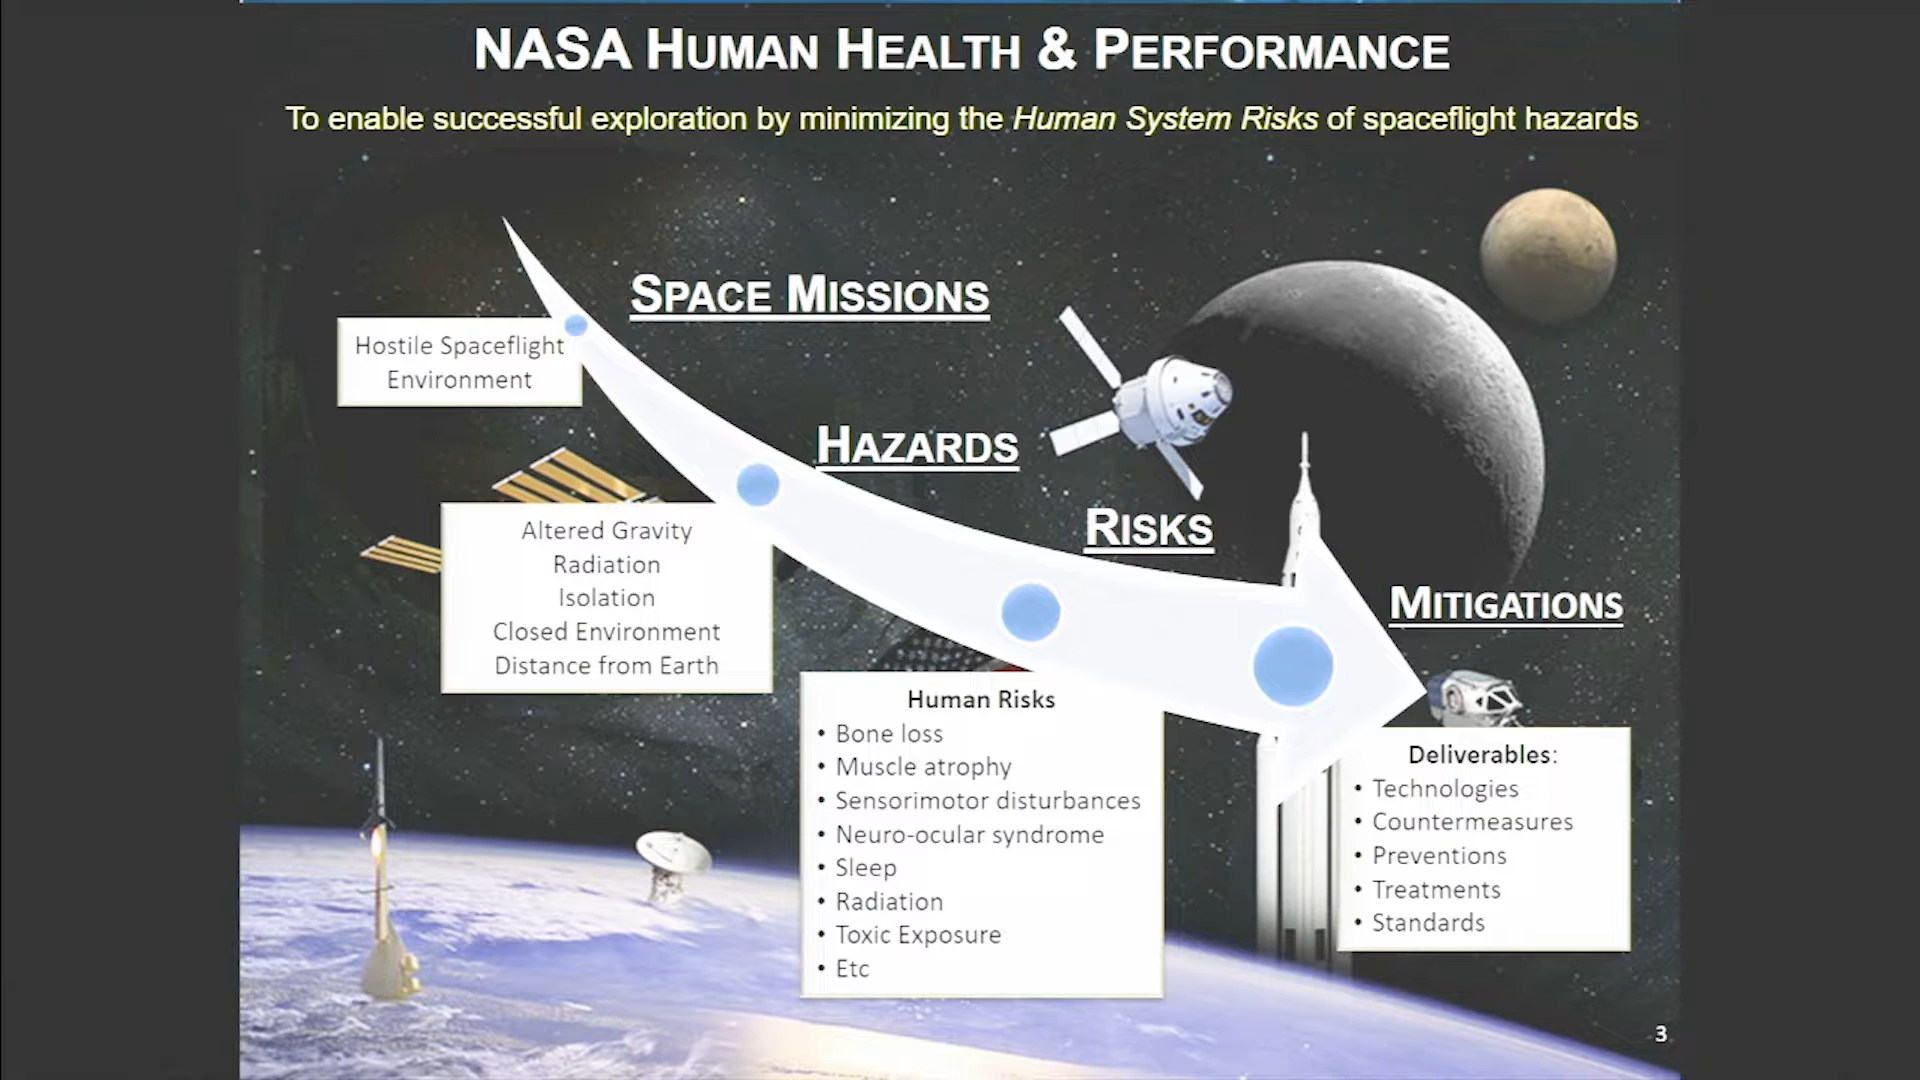 NASA HUMAN HEALTH & PERFORMANCE
To enable successful exploration by minimizing the Human System Risks of spaceflight hazards
SPACE MISSIONS
Hostile Spaceflight
Environment
HAZARDS
Altered Gravity
Radiation
Isolation
Closed Environment
Distance from Earth
RISKS
Human Risks
• Bone loss
• Muscle atrophy
• Sensorimotor disturbances
• Neuro-ocular syndrome
• Sleep
• Radiation
• Toxic Exposure
• Etc
MITIGATIONS
Deliverables:
• Technologies
• Countermeasures
• Preventions
• Treatments
• Standards
3